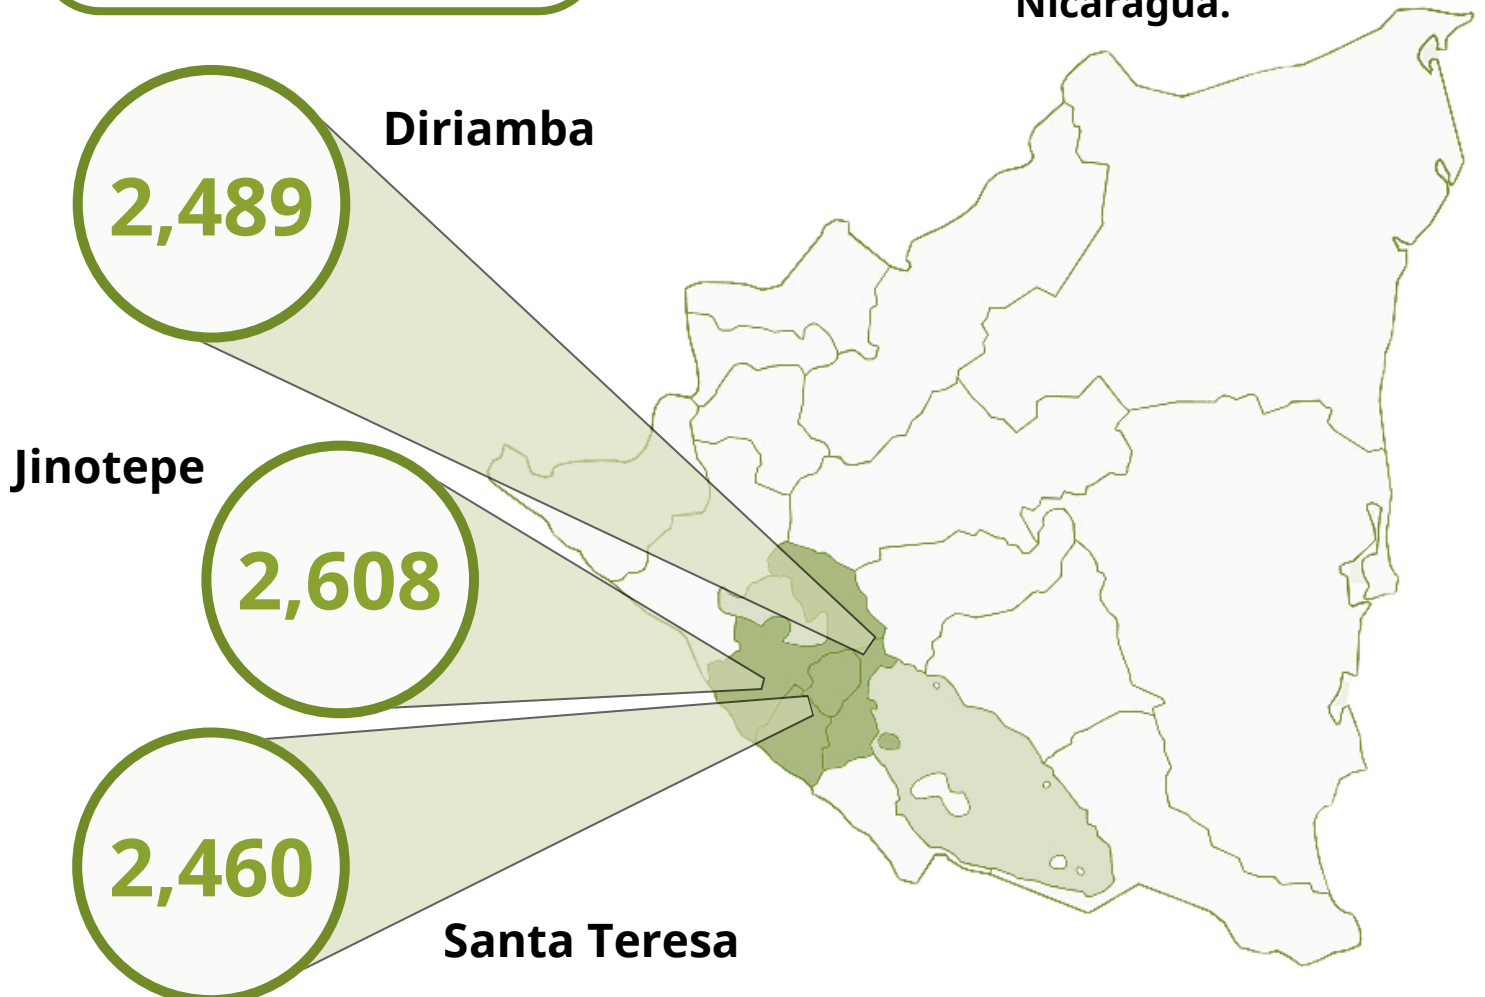 Nicaragua.
Diriamba
2,489
Jinotepe
2,608
2,460
Santa Teresa